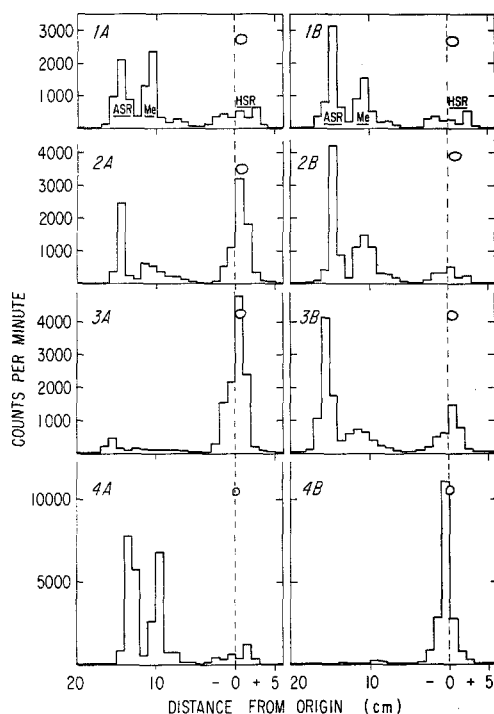 1A
1B
3000
2000
1000
0
ASR
Me
HSR
ASR
Me
HSR
2A
2B
4000
3000
2000
1000
3A
3B
4000
3000
2000
1000
4A
4B
10000
5000
COUNTS PER MINUTE
20 10 - 0 + 5 20 10 - 0 + 5
DISTANCE FROM ORIGIN (cm)